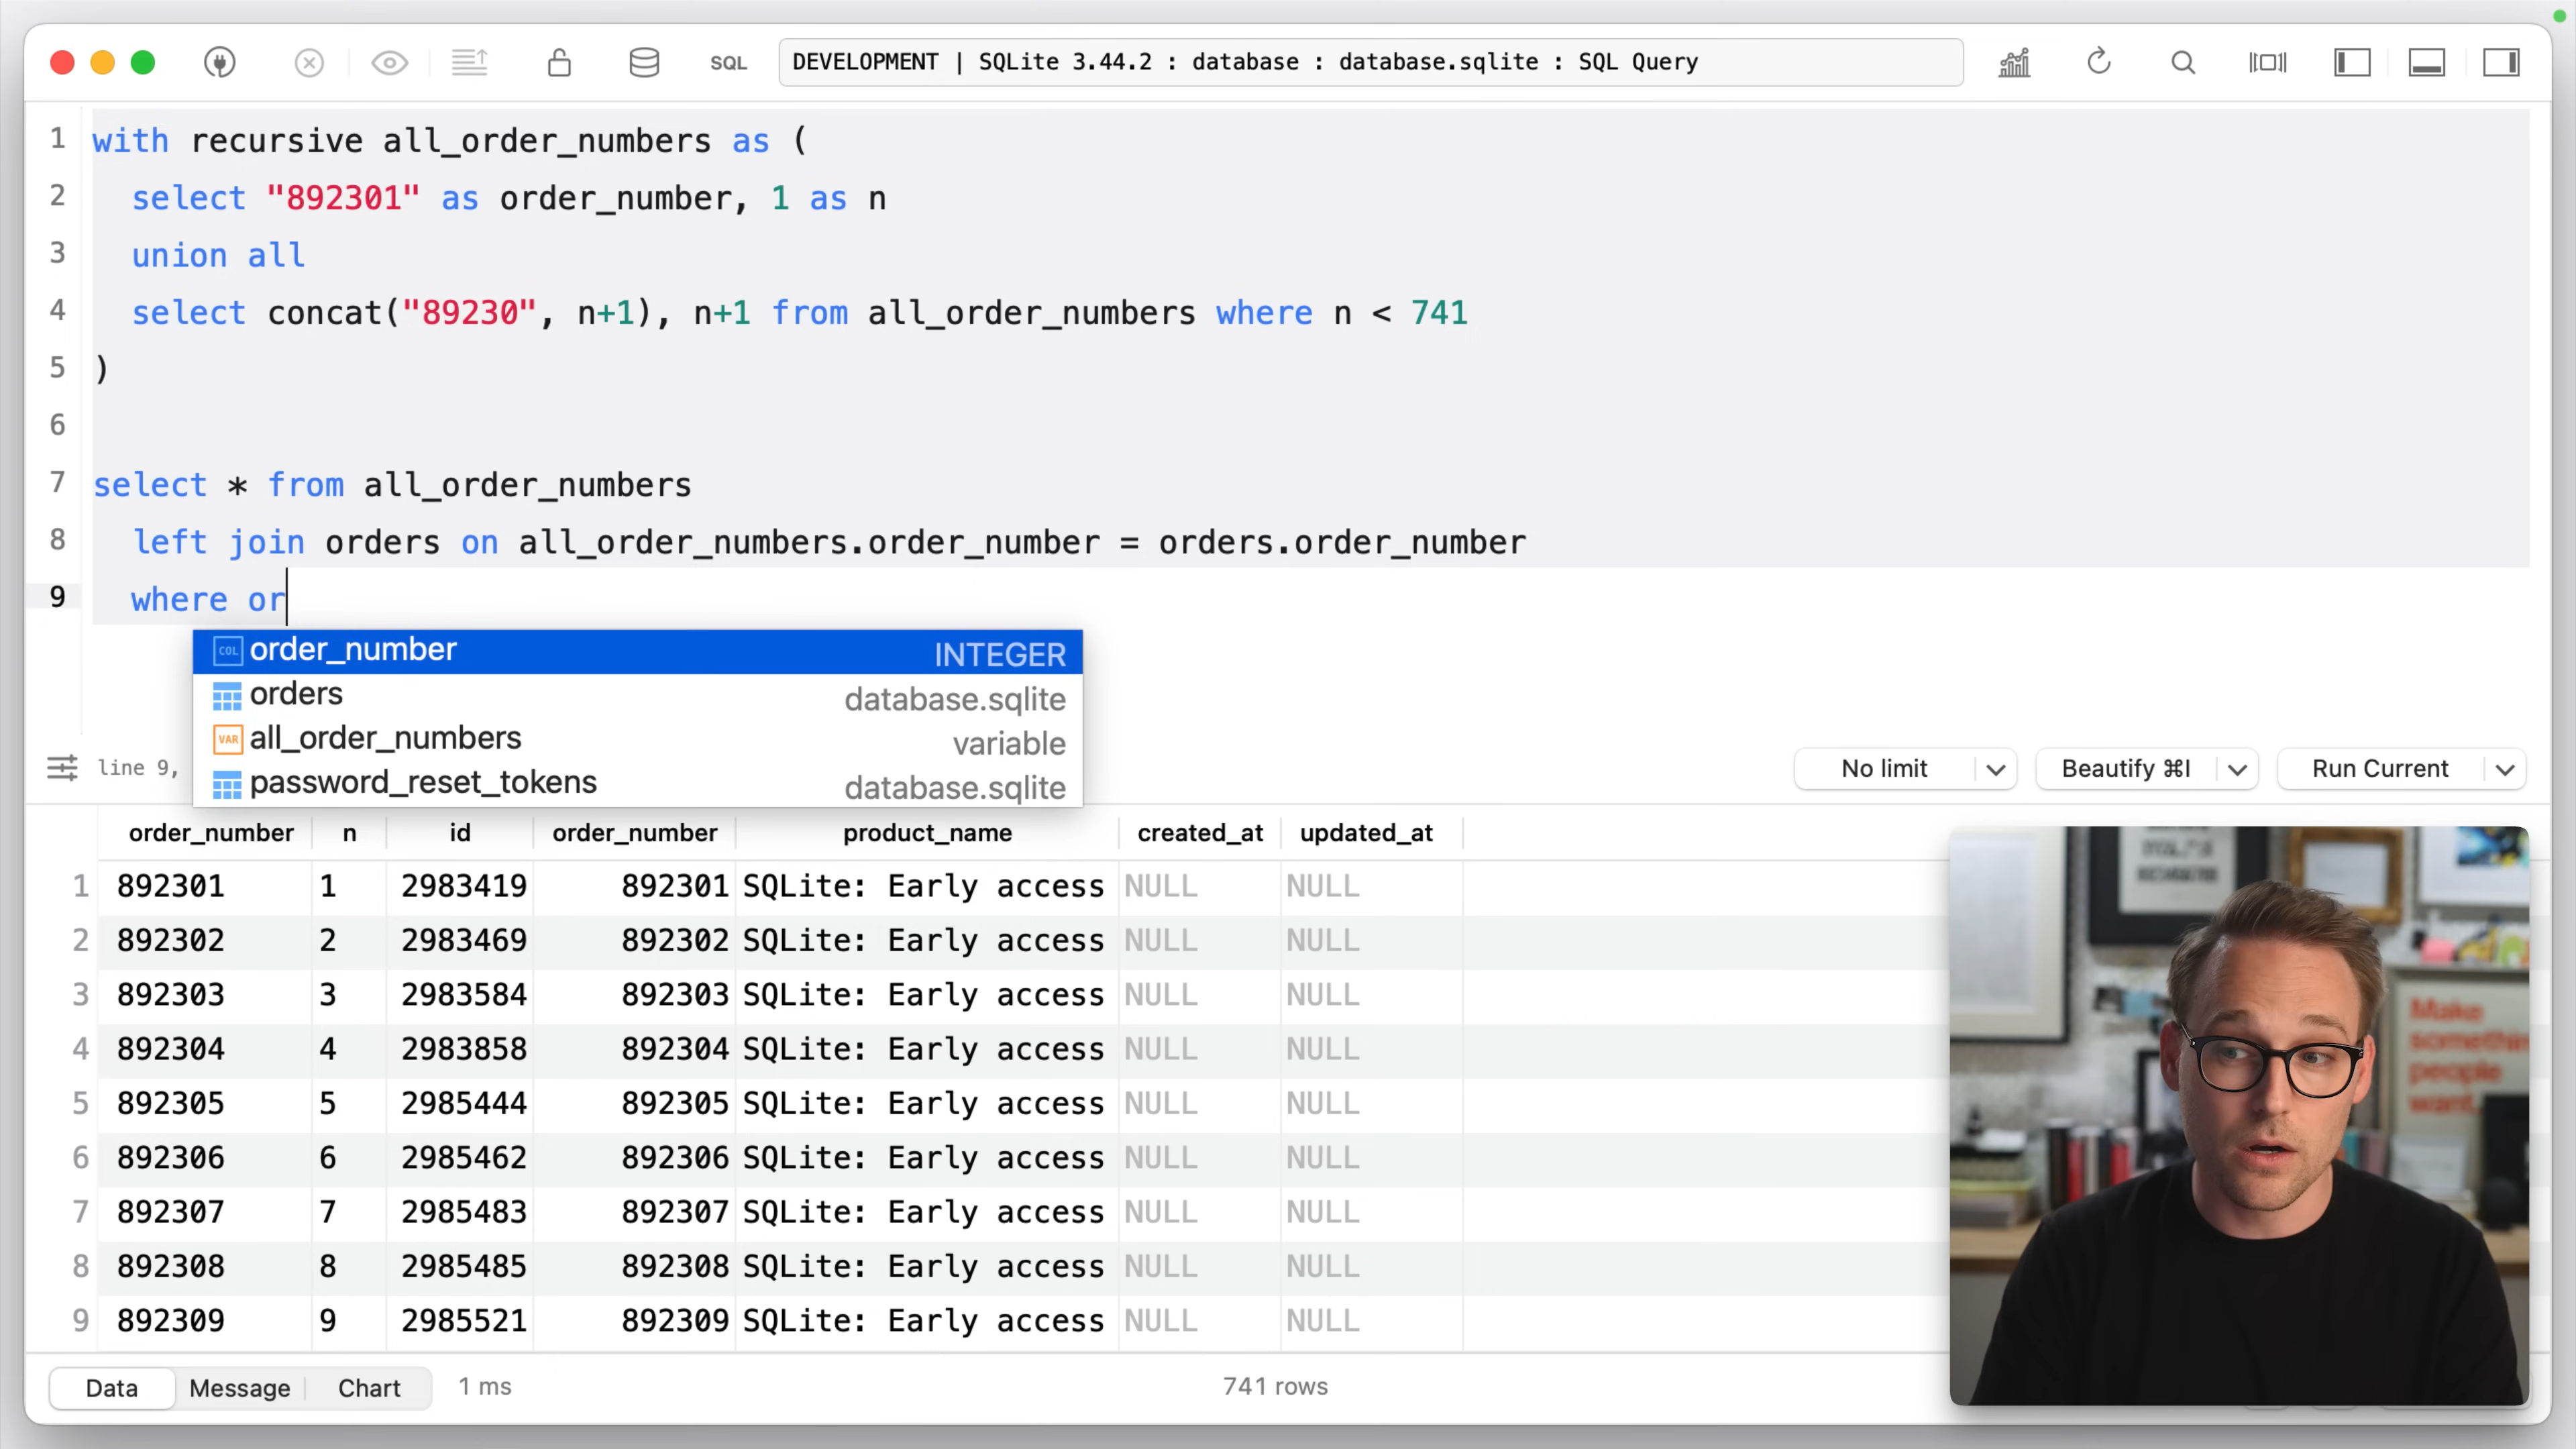 SQL
DEVELOPMENT | SQLite 3.44.2 : database : database.sqlite : SQL Query
1 with recursive all_order_numbers as (
2 select "892301" as order_number, 1 as n
3 union all
4 select concat("89230", n+1), n+1 from all_order_numbers where n < 741
5 )
6
7 select * from all_order_numbers
8 left join orders on all_order_numbers.order_number = orders.order_number
9 where or
COL order_number INTEGER
orders database.sqlite
VAR all_order_numbers variable
password_reset_tokens database.sqlite
line 9,
No limit
Beautify ⌘I
Run Current
order_number n id order_number product_name created_at updated_at
1 892301 1 2983419 892301 SQLite: Early access NULL NULL
2 892302 2 2983469 892302 SQLite: Early access NULL NULL
3 892303 3 2983584 892303 SQLite: Early access NULL NULL
4 892304 4 2983858 892304 SQLite: Early access NULL NULL
5 892305 5 2985444 892305 SQLite: Early access NULL NULL
6 892306 6 2985462 892306 SQLite: Early access NULL NULL
7 892307 7 2985483 892307 SQLite: Early access NULL NULL
8 892308 8 2985485 892308 SQLite: Early access NULL NULL
9 892309 9 2985521 892309 SQLite: Early access NULL NULL
Data Message Chart 1 ms 741 rows
Make
people
want